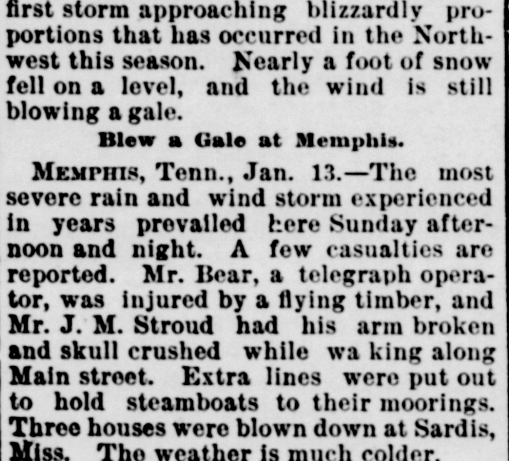 first storm approaching blizzardly pro-
portions that has occurred in the North-
west this season. Nearly a foot of snow
fell on a level, and the wind is still
blowing a gale.
Blew a Gale at Memphis.
MEMPHIS, Tenn., Jan. 13.—The most
severe rain and wind storm experienced
in years prevailed here Sunday after-
noon and night. A few casualties are
reported. Mr. Bear, a telegraph opera-
tor, was injured by a flying timber, and
Mr. J. M. Stroud had his arm broken
and skull crushed while wa king along
Main street. Extra lines were put out
to hold steamboats to their moorings.
Three houses were blown down at Sardis,
Miss. The weather is much colder.